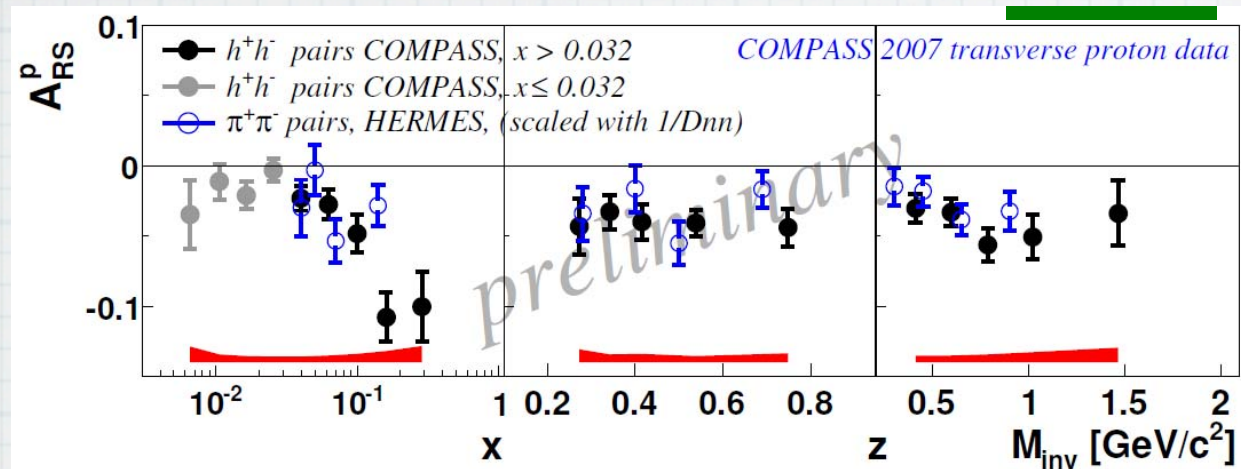 0.1
h⁺h⁻ pairs COMPASS, x > 0.032
COMPASS 2007 transverse proton data
h⁺h⁻ pairs COMPASS, x ≤ 0.032
π⁺π⁻ pairs, HERMES, (scaled with 1/Dnn)
A^p_RS
0
-0.1
preliminary
10⁻² 10⁻¹ 1 0.2 0.4 0.6 0.8 0.5 1 1.5 2
x z M_inv [GeV/c²]